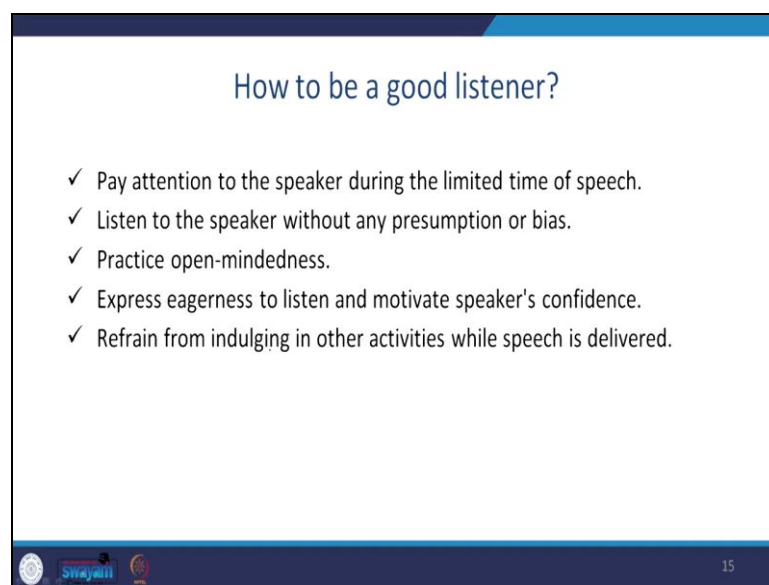 How to be a good listener?
✓ Pay attention to the speaker during the limited time of speech.
✓ Listen to the speaker without any presumption or bias.
✓ Practice open-mindedness.
✓ Express eagerness to listen and motivate speaker's confidence.
✓ Refrain from indulging in other activities while speech is delivered.
swayam
15